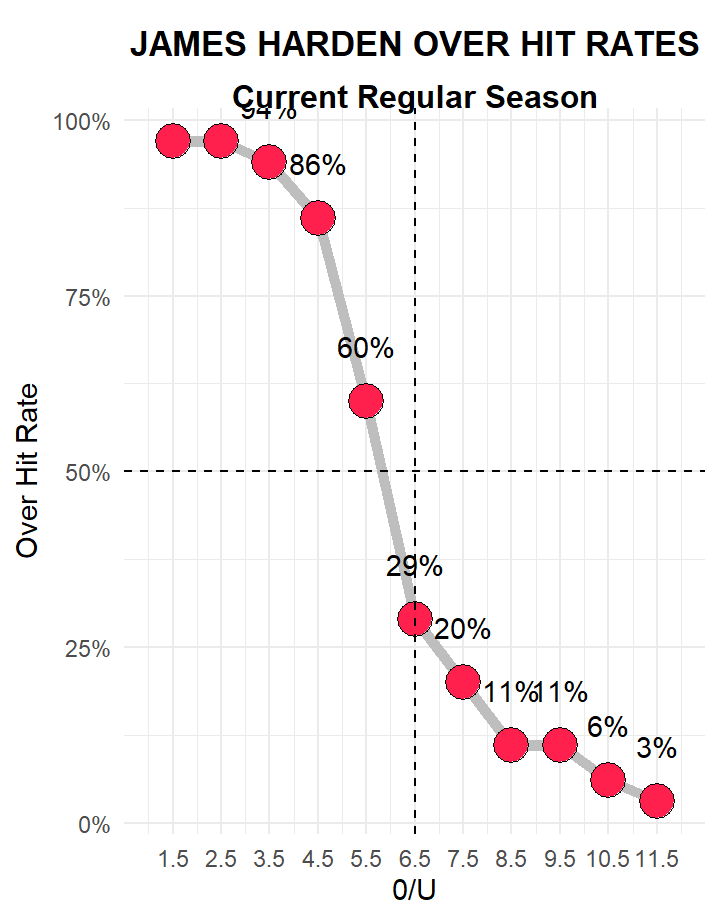 JAMES HARDEN OVER HIT RATES
Current Regular Season
94%
86%
60%
29%
20%
11%
11%
6%
3%
Over Hit Rate
100%
75%
50%
25%
0%
1.5 2.5 3.5 4.5 5.5 6.5 7.5 8.5 9.5 10.5 11.5
0/U